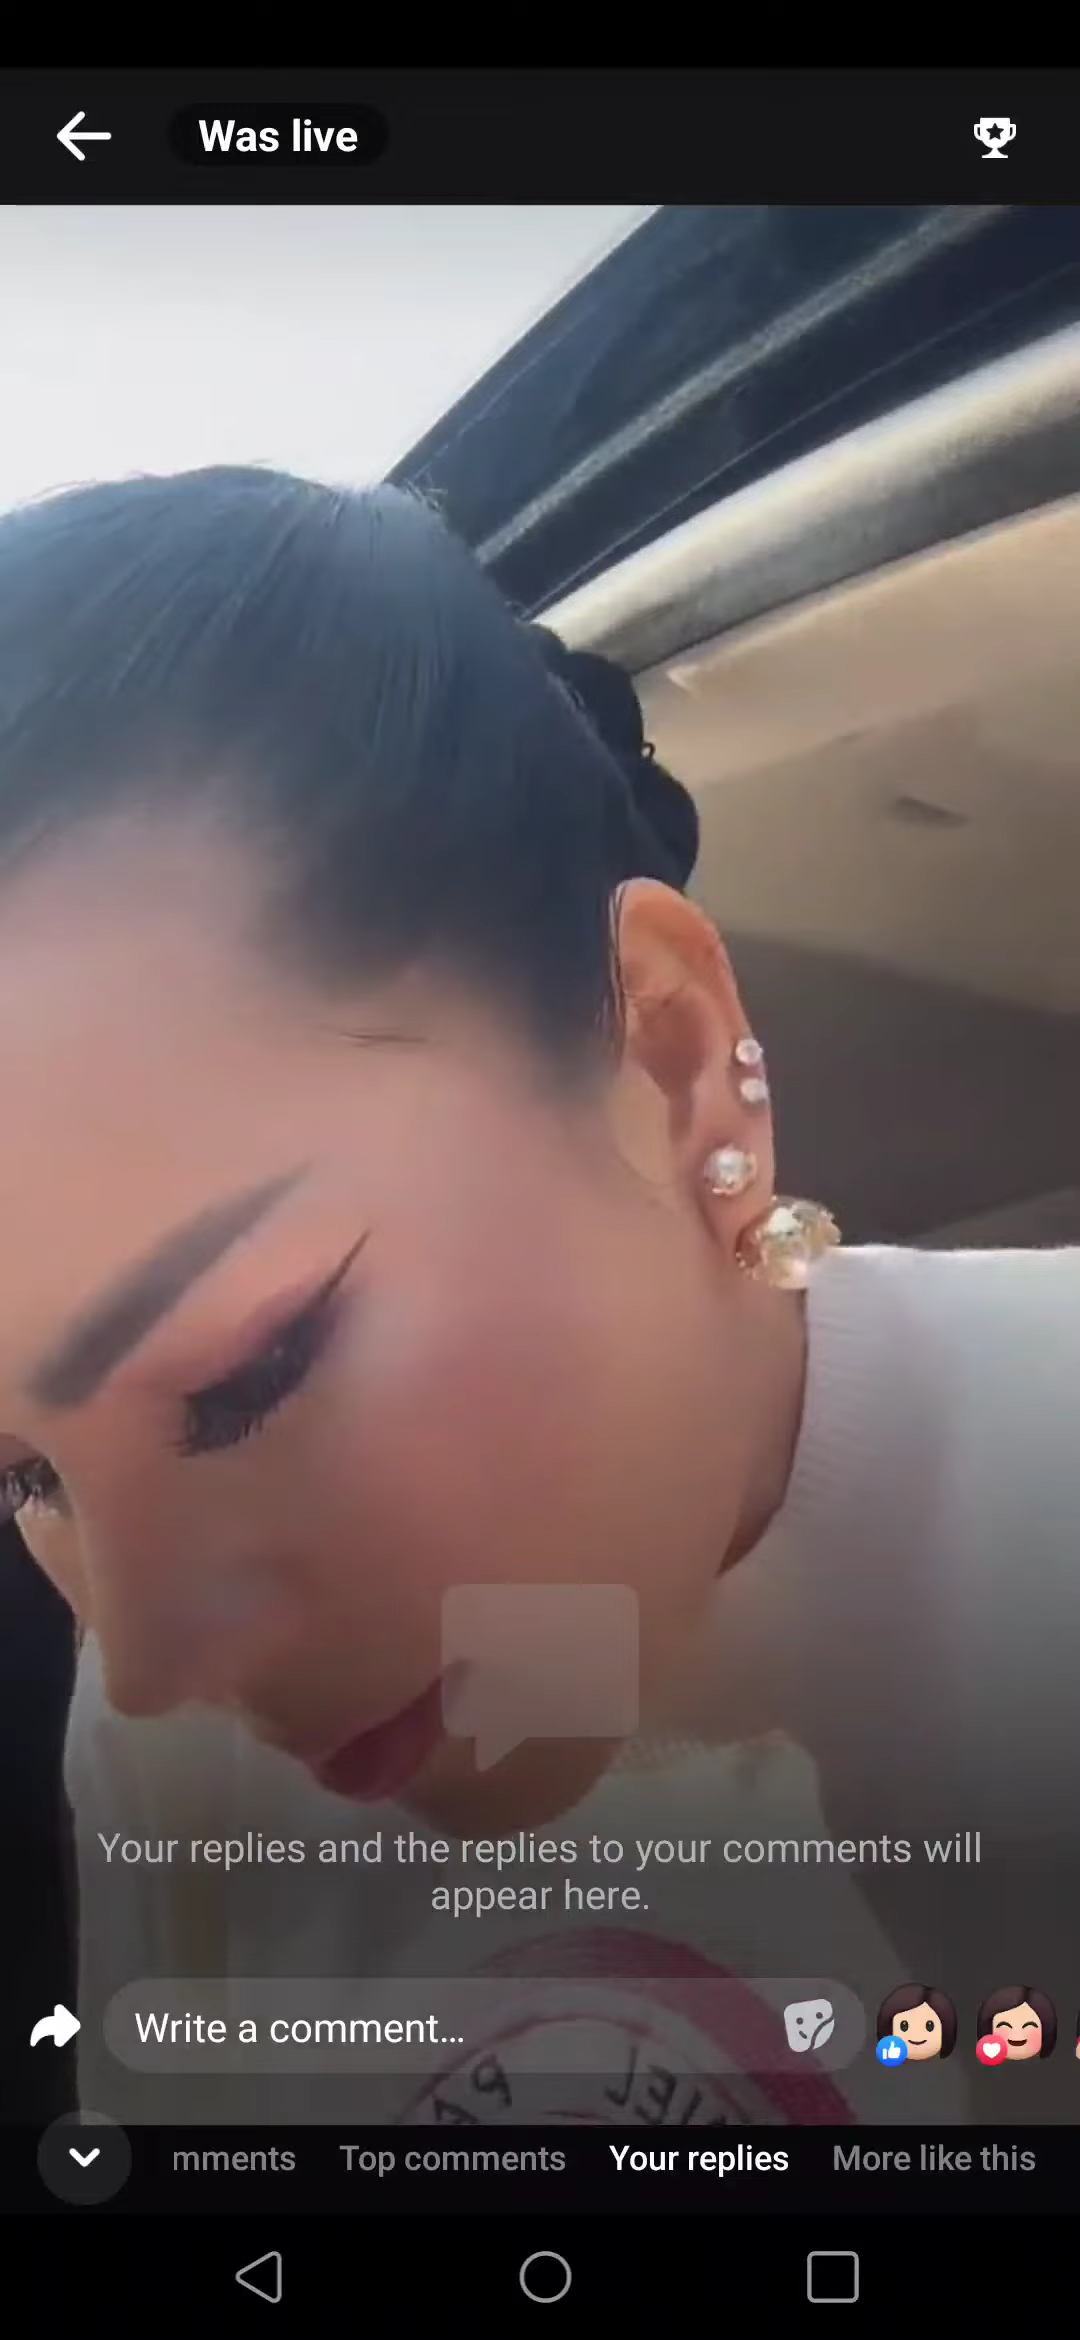 Was live
Your replies and the replies to your comments will
appear here.
Write a comment...
mments
Top comments
Your replies
More like this